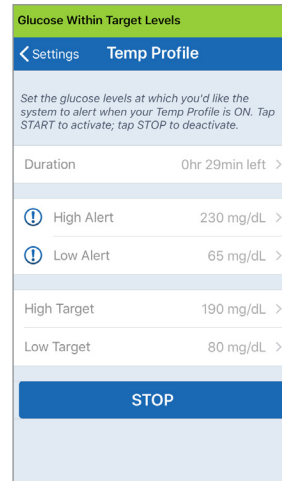 Glucose Within Target Levels
Settings Temp Profile
Set the glucose levels at which you'd like the
system to alert when your Temp Profile is ON. Tap
START to activate; tap STOP to deactivate.
Duration 0hr 29min left
High Alert 230 mg/dL
Low Alert 65 mg/dL
High Target 190 mg/dL
Low Target 80 mg/dL
STOP